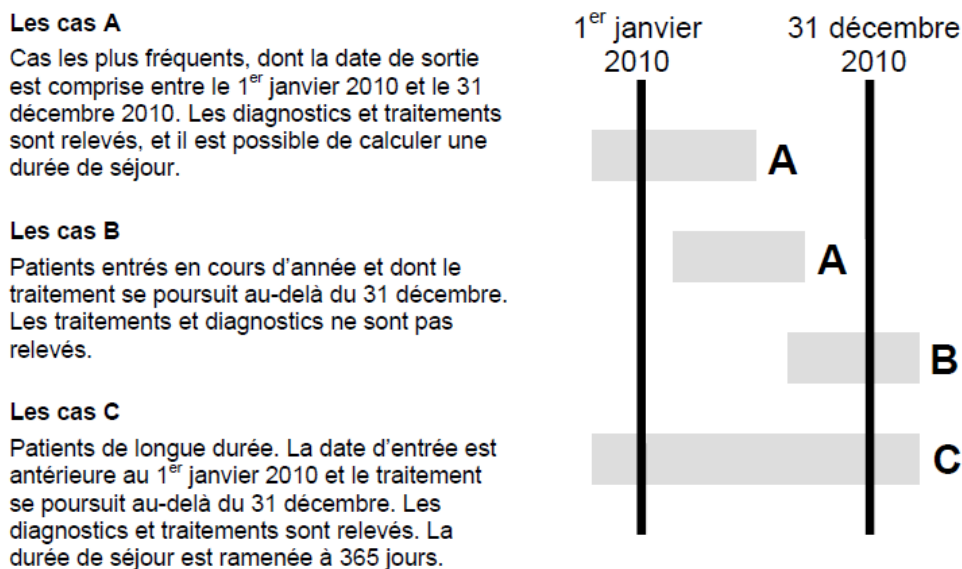 Les cas A
Cas les plus fréquents, dont la date de sortie
est comprise entre le 1er janvier 2010 et le 31
décembre 2010. Les diagnostics et traitements
sont relevés, et il est possible de calculer une
durée de séjour.
Les cas B
Patients entrés en cours d'année et dont le
traitement se poursuit au-delà du 31 décembre.
Les traitements et diagnostics ne sont pas
relevés.
Les cas C
Patients de longue durée. La date d'entrée est
antérieure au 1er janvier 2010 et le traitement
se poursuit au-delà du 31 décembre. Les
diagnostics et traitements sont relevés. La
durée de séjour est ramenée à 365 jours.
1er janvier
2010
31 décembre
2010
A
A
B
C